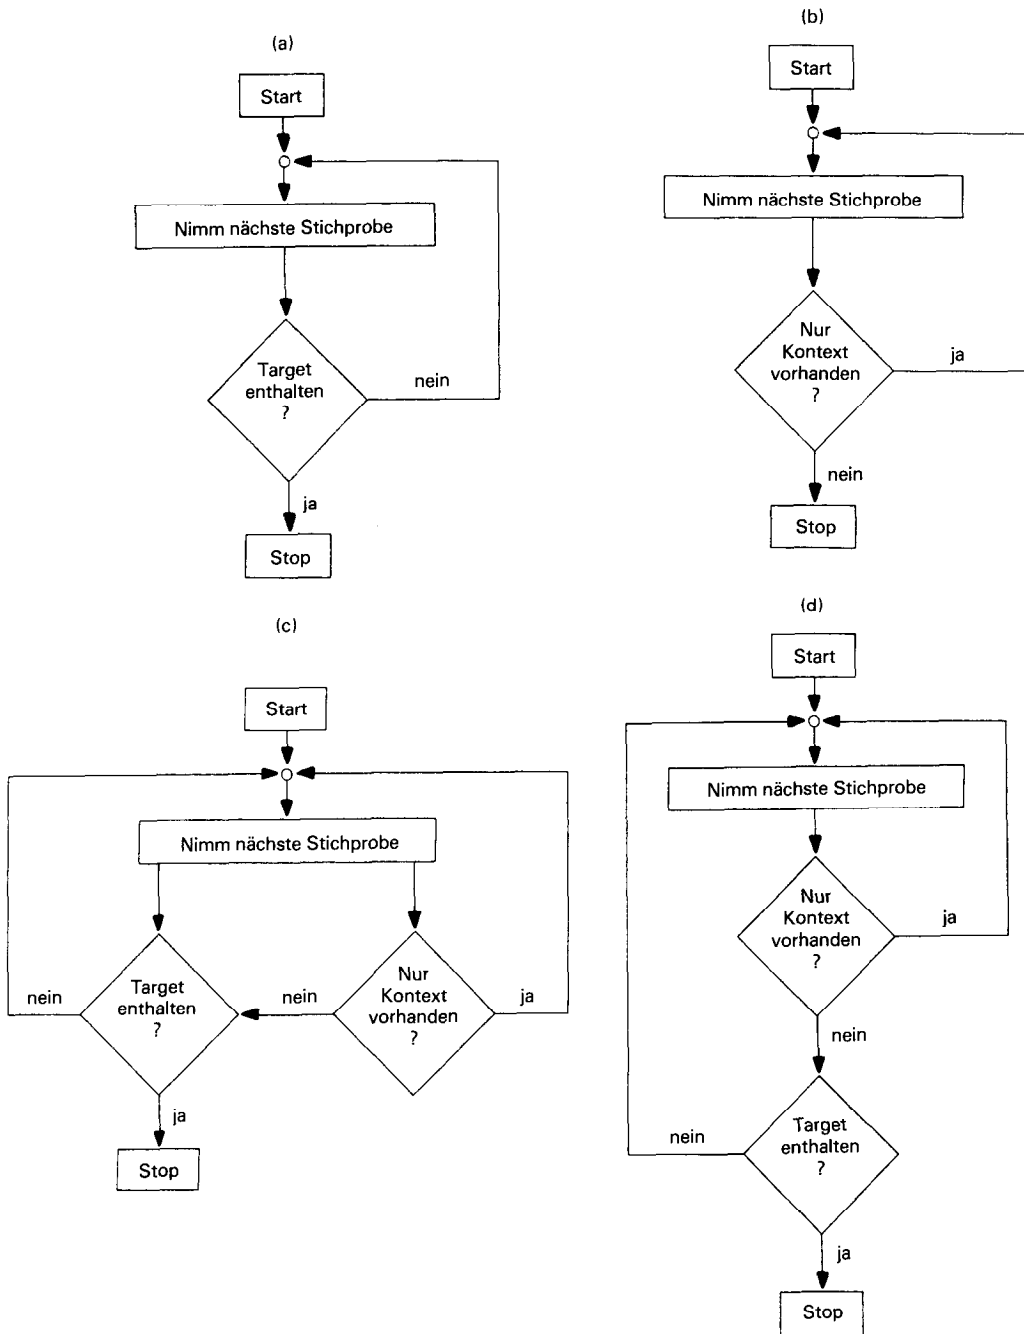 (a)
Start
Nimm nächste Stichprobe
Target
enthalten
?
nein
ja
Stop
(b)
Start
Nimm nächste Stichprobe
Nur
Kontext
vorhanden
?
ja
nein
Stop
(c)
Start
Nimm nächste Stichprobe
nein
Target
enthalten
?
nein
Nur
Kontext
vorhanden
?
ja
ja
Stop
(d)
Start
Nimm nächste Stichprobe
Nur
Kontext
vorhanden
?
ja
nein
nein
Target
enthalten
?
ja
Stop